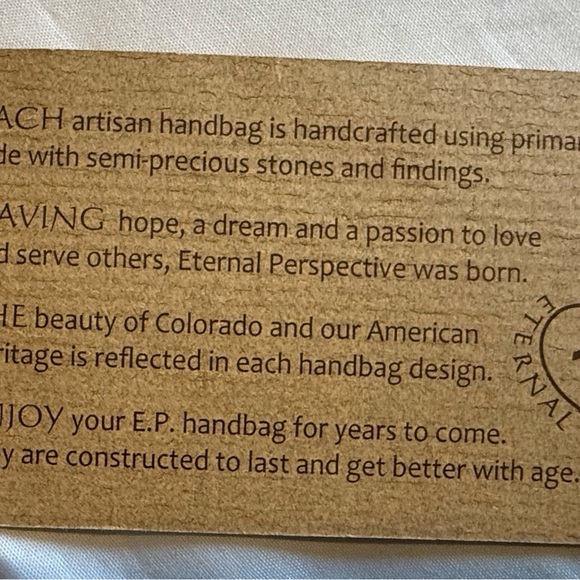 ACH artisan handbag is handcrafted using prima
de with semi-precious stones and findings.
AVING hope, a dream and a passion to love
d serve others, Eternal Perspective was born.
HE beauty of Colorado and our American
ritage is reflected in each handbag design.
NJOY your E.P. handbag for years to come.
y are constructed to last and get better with age.
ETERNAL